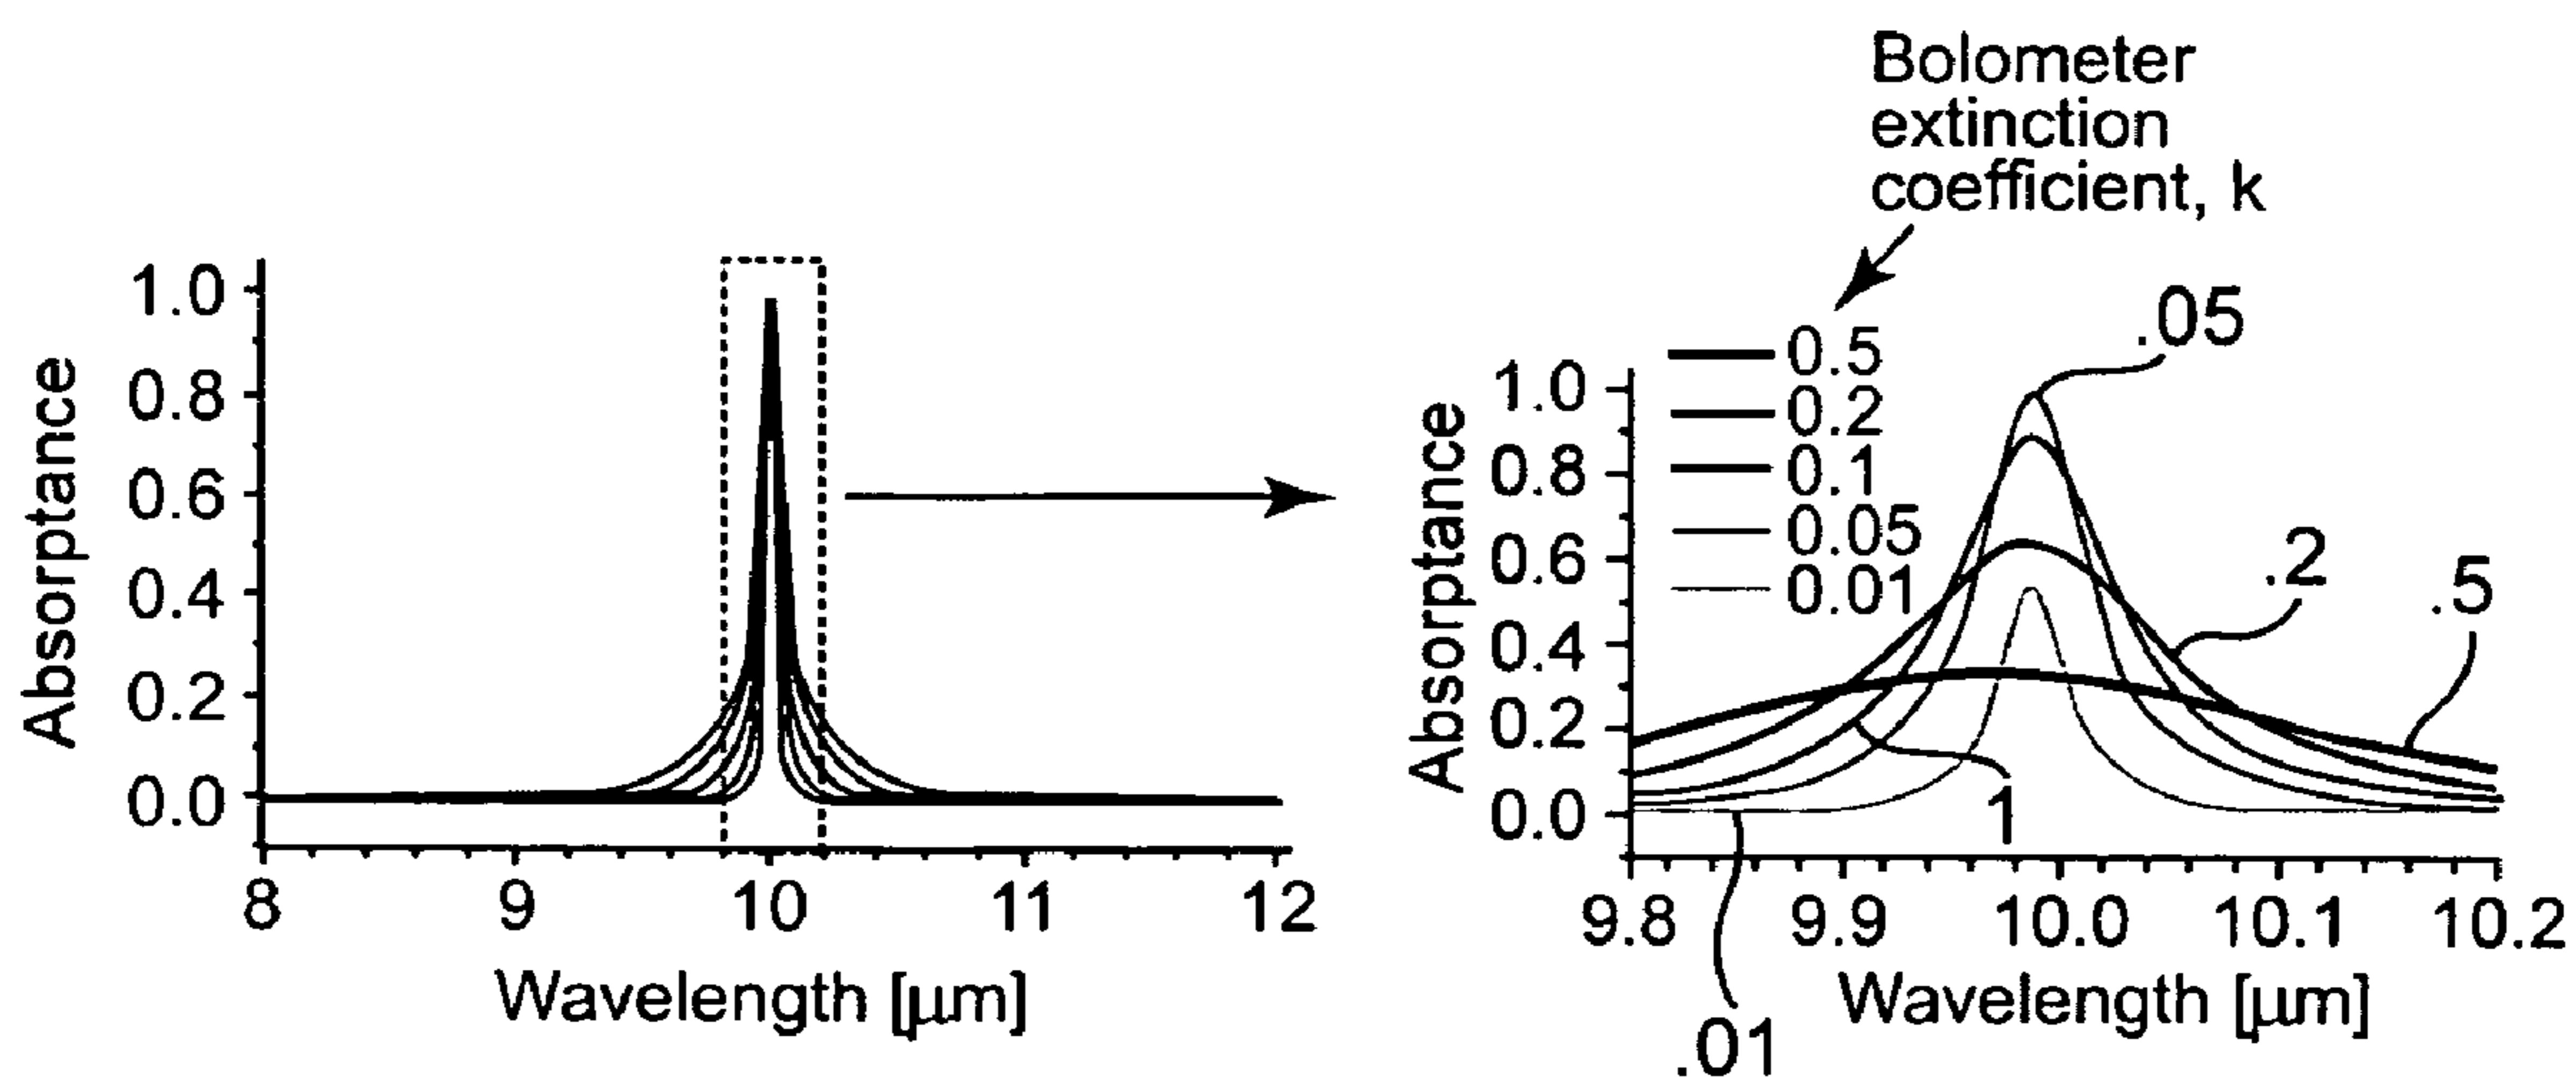 1.0
0.8
0.6
0.4
0.2
0.0
Absorptance
8 9 10 11 12
Wavelength [μm]
Bolometer
extinction
coefficient, k
0.5
0.2
0.1
0.05
0.01
.05
.2
.5
1
.01
1.0
0.8
0.6
0.4
0.2
0.0
Absorptance
9.8 9.9 10.0 10.1 10.2
Wavelength [μm]